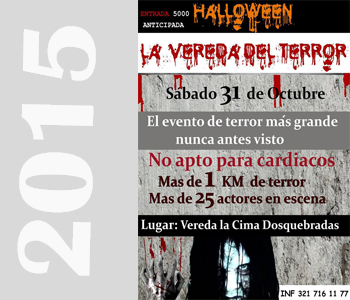 2015
ENTRADA 5000
ANTICIPADA
HALLOWEEN
LA VEREDA DEL TERROR
Sábado 31 de Octubre
El evento de terror más grande
nunca antes visto
No apto para cardíacos
Mas de 1 KM de terror
Mas de 25 actores en escena
Lugar: Vereda la Cima Dosquebradas
INF 321 716 11 77